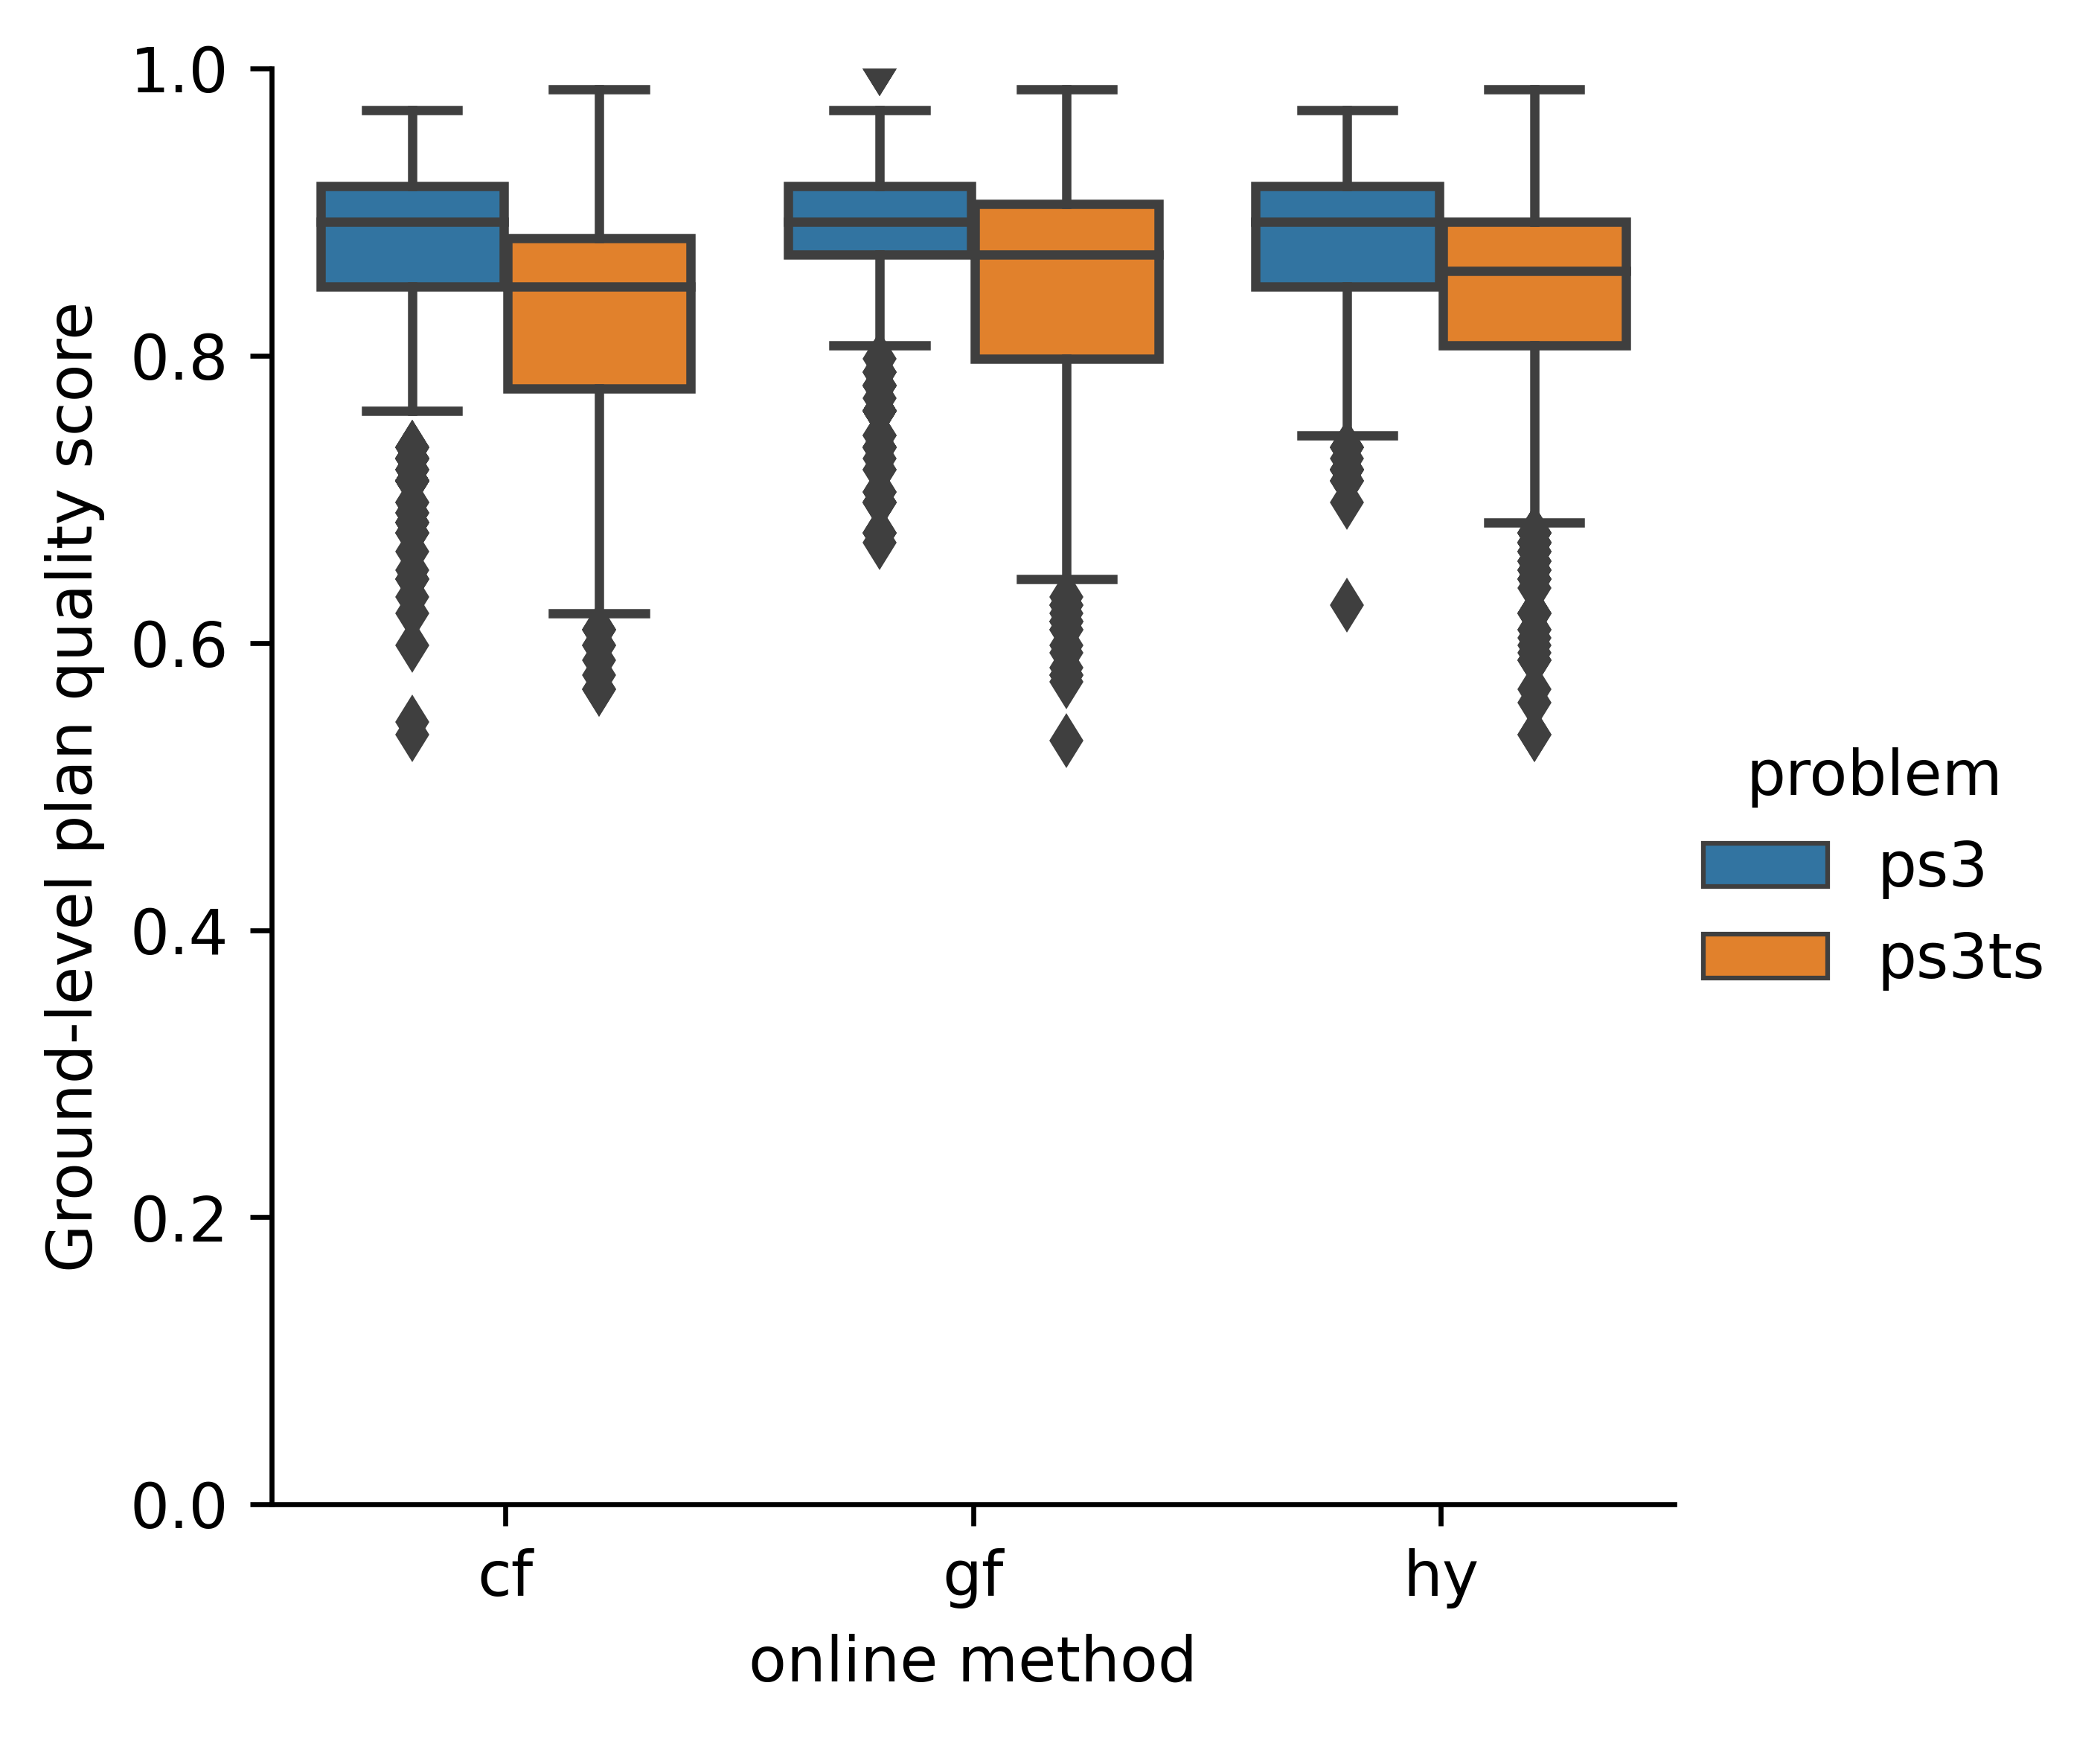 Ground-level plan quality score
1.0
0.8
0.6
0.4
0.2
0.0
cf
gf
hy
online method
problem
ps3
ps3ts